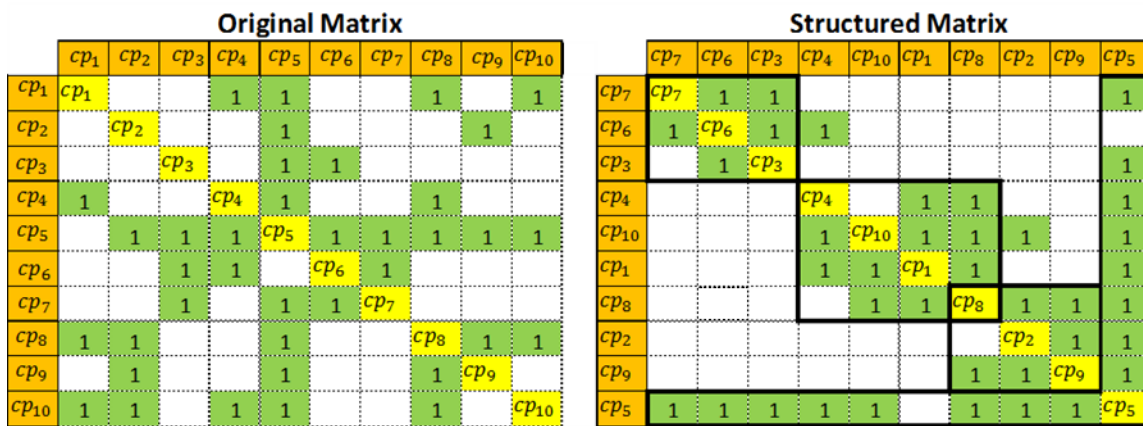 Original Matrix
cp₁ cp₂ cp₃ cp₄ cp₅ cp₆ cp₇ cp₈ cp₉ cp₁₀
cp₁ cp₁ 1 1 1 1
cp₂ cp₂ 1 1
cp₃ cp₃ 1 1
cp₄ 1 cp₄ 1 1
cp₅ 1 1 1 cp₅ 1 1 1 1 1
cp₆ 1 1 cp₆ 1
cp₇ 1 1 1 cp₇
cp₈ 1 1 1 cp₈ 1 1
cp₉ 1 1 1 cp₉
cp₁₀ 1 1 1 1 1 cp₁₀
Structured Matrix
cp₇ cp₆ cp₃ cp₄ cp₁₀ cp₁ cp₈ cp₂ cp₉ cp₅
cp₇ cp₇ 1 1 1
cp₆ 1 cp₆ 1 1
cp₃ 1 cp₃ 1
cp₄ cp₄ 1 1 1
cp₁₀ 1 cp₁₀ 1 1 1 1
cp₁ 1 1 cp₁ 1 1
cp₈ 1 1 cp₈ 1 1 1
cp₂ cp₂ 1 1
cp₉ 1 1 cp₉ 1
cp₅ 1 1 1 1 1 1 1 1 cp₅